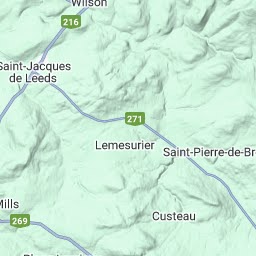 Wilson
216
Saint-Jacques
de Leeds
271
Lemesurier
Saint-Pierre-de-Br
Mills
269
Custeau